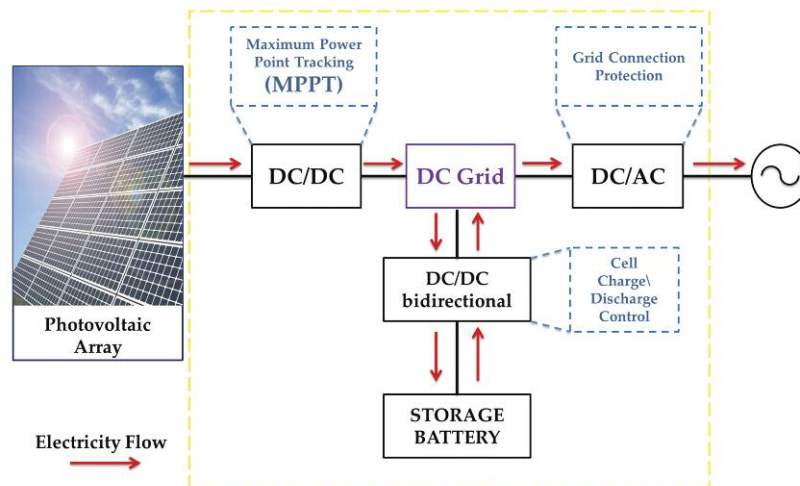 Maximum Power
Point Tracking
(MPPT)
Grid Connection
Protection
DC/DC
DC Grid
DC/AC
DC/DC
bidirectional
Cell
Charge\
Discharge
Control
Photovoltaic
Array
STORAGE
BATTERY
Electricity Flow